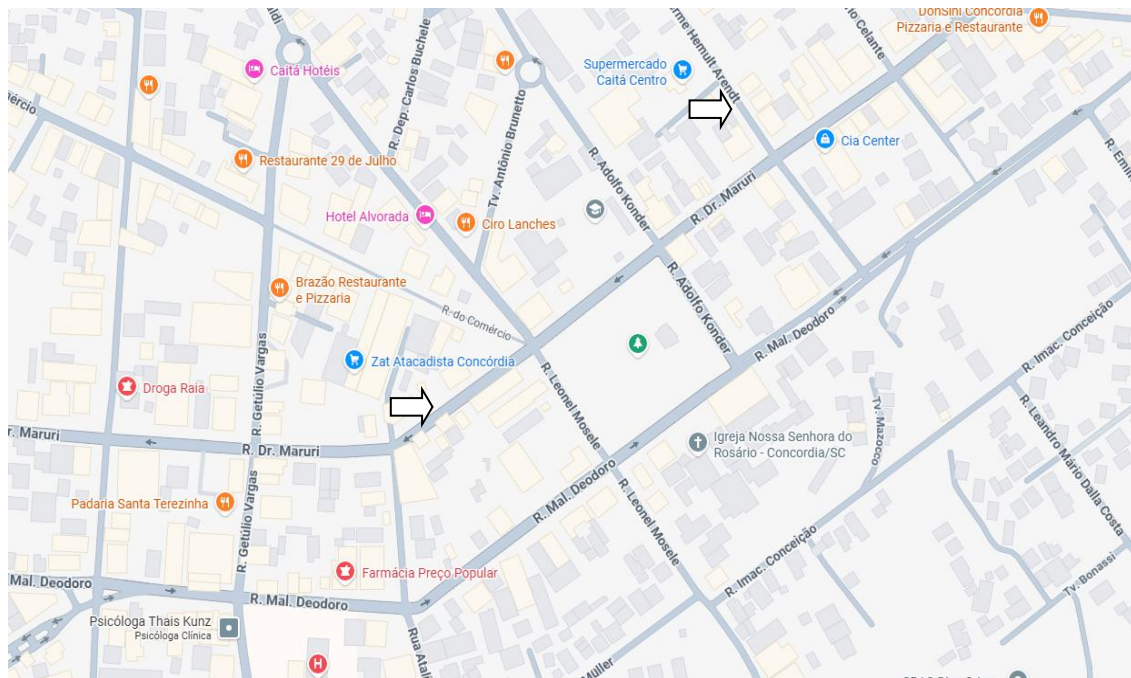 DonSini Concordia
Pizzaria e Restaurante
Supermercado
Caitá Centro
Caitá Hotéis
R. Dep. Carlos Buchele
Tv. Antônio Brunetto
Cia Center
Restaurante 29 de Julho
R. Adolfo Konder
R. Dr. Maruri
Hotel Alvorada
Ciro Lanches
R. Adolfo Konder
Brazão Restaurante
e Pizzaria
R. do Comércio
R. Mal. Deodoro
R. Imac. Conceição
Zat Atacadista Concórdia
R. Getúlio Vargas
Droga Raia
R. Leonel Mosele
Tv. Mazocco
R. Leandro Mário Dalla Costa
R. Dr. Maruri
Igreja Nossa Senhora do
Rosário - Concordia/SC
Padaria Santa Terezinha
R. Getúlio Vargas
R. Mal. Deodoro
R. Leonel Mosele
R. Imac. Conceição
Tv. Bonassi
Farmácia Preço Popular
Mal. Deodoro
R. Mal. Deodoro
Psicóloga Thais Kunz
Psicóloga Clínica
H
Müller